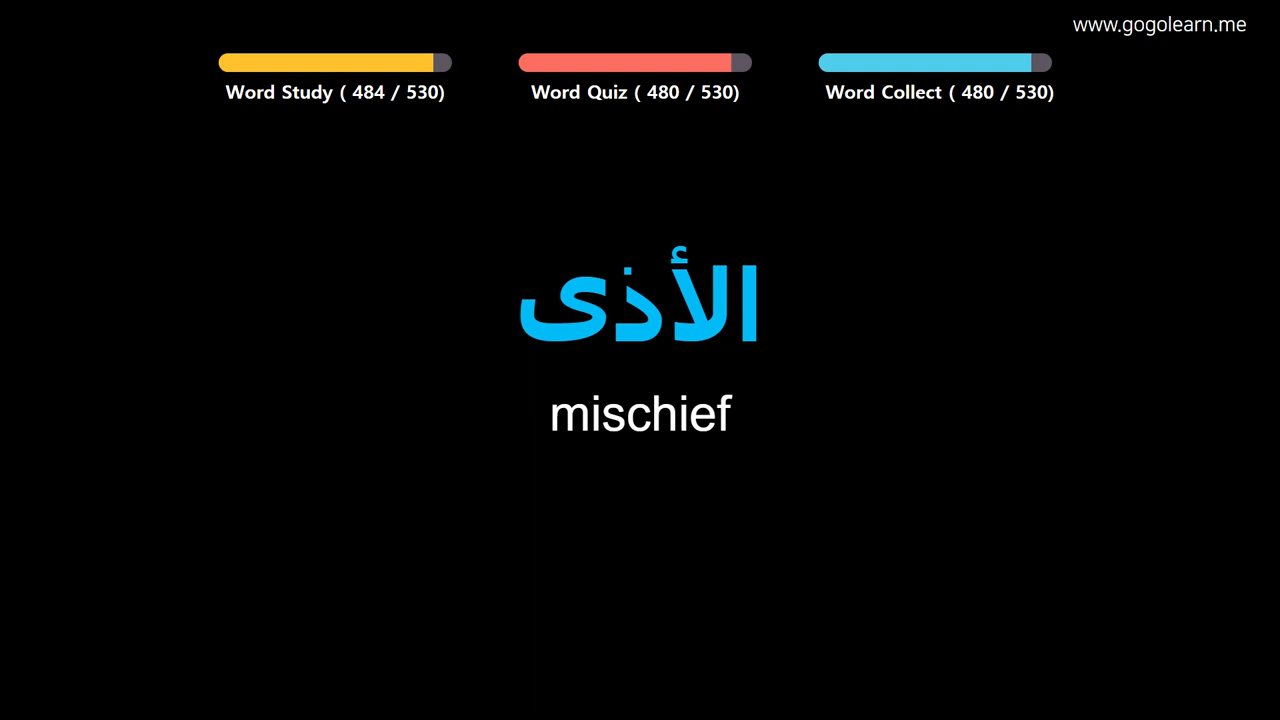 www.gogolearn.me
Word Study ( 484 / 530)
Word Quiz ( 480 / 530)
Word Collect ( 480 / 530)
الأذى
mischief